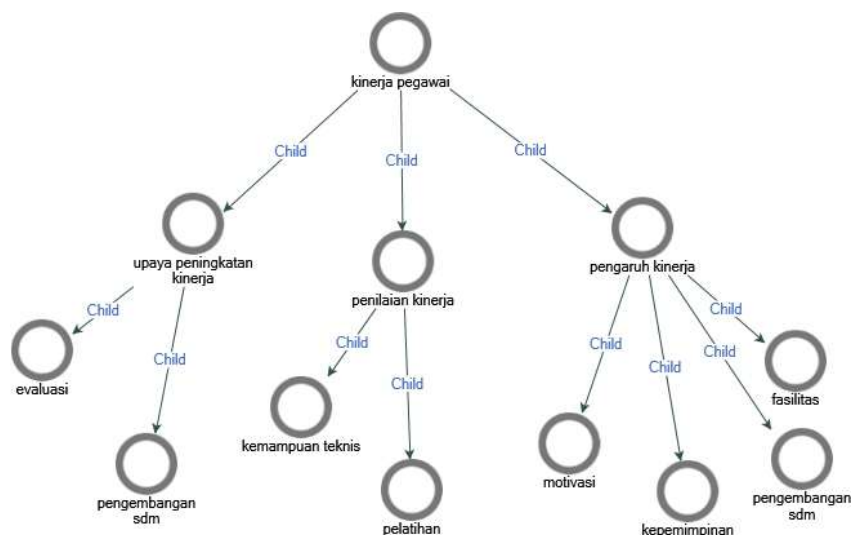 kinerja pegawai
Child
Child
Child
upaya peningkatan
kinerja
penilaian kinerja
pengaruh kinerja
Child
Child
Child
Child
Child
Child
Child
Child
evaluasi
pengembangan
sdm
kemampuan teknis
pelatihan
motivasi
kepemimpinan
pengembangan
sdm
fasilitas